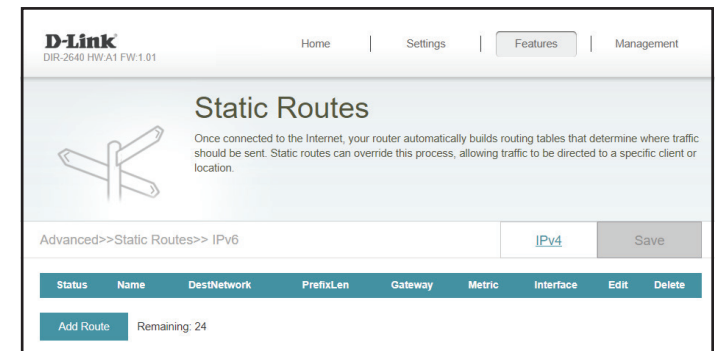 D-Link
DIR-2640 HW:A1 FW:1.01
Home Settings Features Management
Static Routes
Once connected to the Internet, your router automatically builds routing tables that determine where traffic
should be sent. Static routes can override this process, allowing traffic to be directed to a specific client or
location.
Advanced>>Static Routes>> IPv6 IPv4 Save
Status Name DestNetwork PrefixLen Gateway Metric Interface Edit Delete
Add Route Remaining: 24